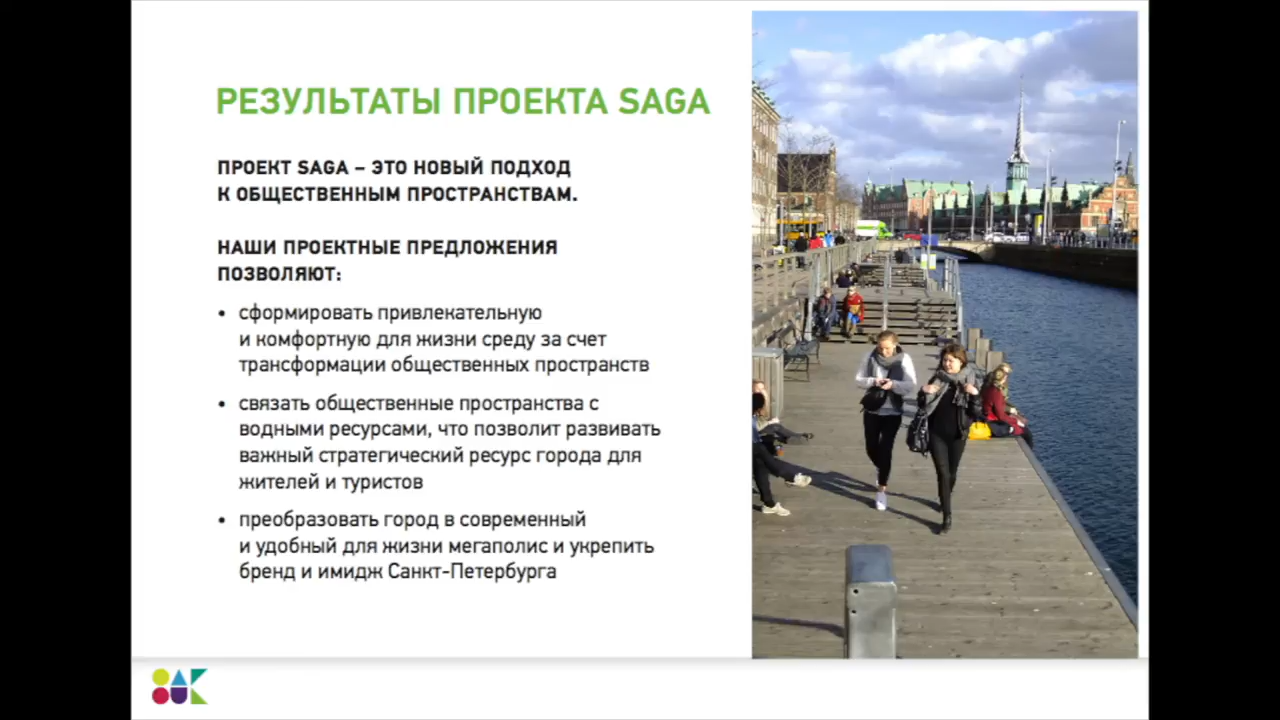 РЕЗУЛЬТАТЫ ПРОЕКТА SAGA
ПРОЕКТ SAGA – ЭТО НОВЫЙ ПОДХОД
К ОБЩЕСТВЕННЫМ ПРОСТРАНСТВАМ.
НАШИ ПРОЕКТНЫЕ ПРЕДЛОЖЕНИЯ
ПОЗВОЛЯЮТ:
• сформировать привлекательную
и комфортную для жизни среду за счет
трансформации общественных пространств
• связать общественные пространства с
водными ресурсами, что позволит развивать
важный стратегический ресурс города для
жителей и туристов
• преобразовать город в современный
и удобный для жизни мегаполис и укрепить
бренд и имидж Санкт-Петербурга